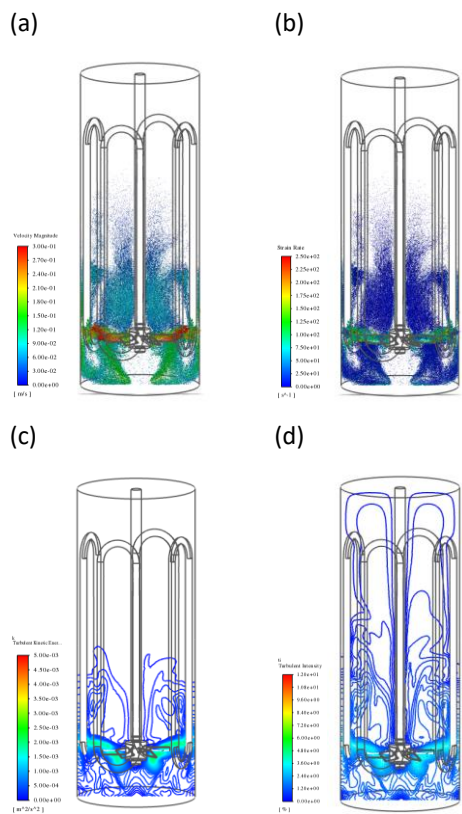 (a)
(b)
Velocity Magnitude
3.00e-01
2.70e-01
2.40e-01
2.10e-01
1.80e-01
1.50e-01
1.20e-01
9.00e-02
6.00e-02
3.00e-02
0.00e+00
[ m/s ]
Strain Rate
2.50e+02
2.25e+02
2.00e+02
1.75e+02
1.50e+02
1.25e+02
1.00e+02
7.50e+01
5.00e+01
2.50e+01
0.00e+00
[ s^-1 ]
(c)
(d)
k
Turbulent Kinetic Ener..
5.00e-03
4.50e-03
4.00e-03
3.50e-03
3.00e-03
2.50e-03
2.00e-03
1.50e-03
1.00e-03
5.00e-04
0.00e+00
[ m^2/s^2 ]
Turbulent Intensity
1.20e+01
1.08e+01
9.60e+00
8.40e+00
7.20e+00
6.00e+00
4.80e+00
3.60e+00
2.40e+00
1.20e+00
0.00e+00
[ % ]